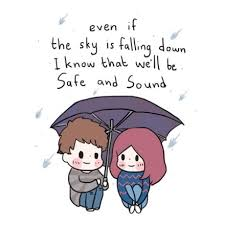 even if
the sky is falling down
I know that we'll be
Safe and Sound